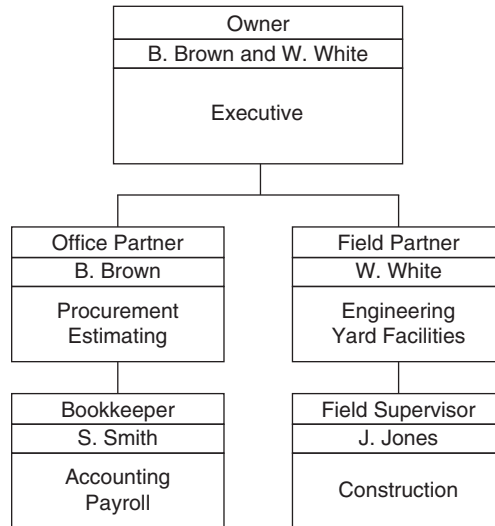 Owner
B. Brown and W. White
Executive
Office Partner
B. Brown
Procurement
Estimating
Field Partner
W. White
Engineering
Yard Facilities
Bookkeeper
S. Smith
Accounting
Payroll
Field Supervisor
J. Jones
Construction